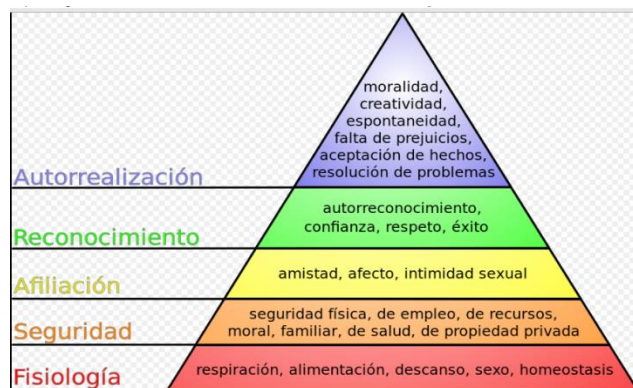 moralidad,
creatividad,
espontaneidad,
falta de prejuicios,
aceptación de hechos,
resolución de problemas
Autorrealización
autorreconocimiento,
confianza, respeto, éxito
Reconocimiento
amistad, afecto, intimidad sexual
Afiliación
seguridad física, de empleo, de recursos,
moral, familiar, de salud, de propiedad privada
Seguridad
respiración, alimentación, descanso, sexo, homeostasis
Fisiología